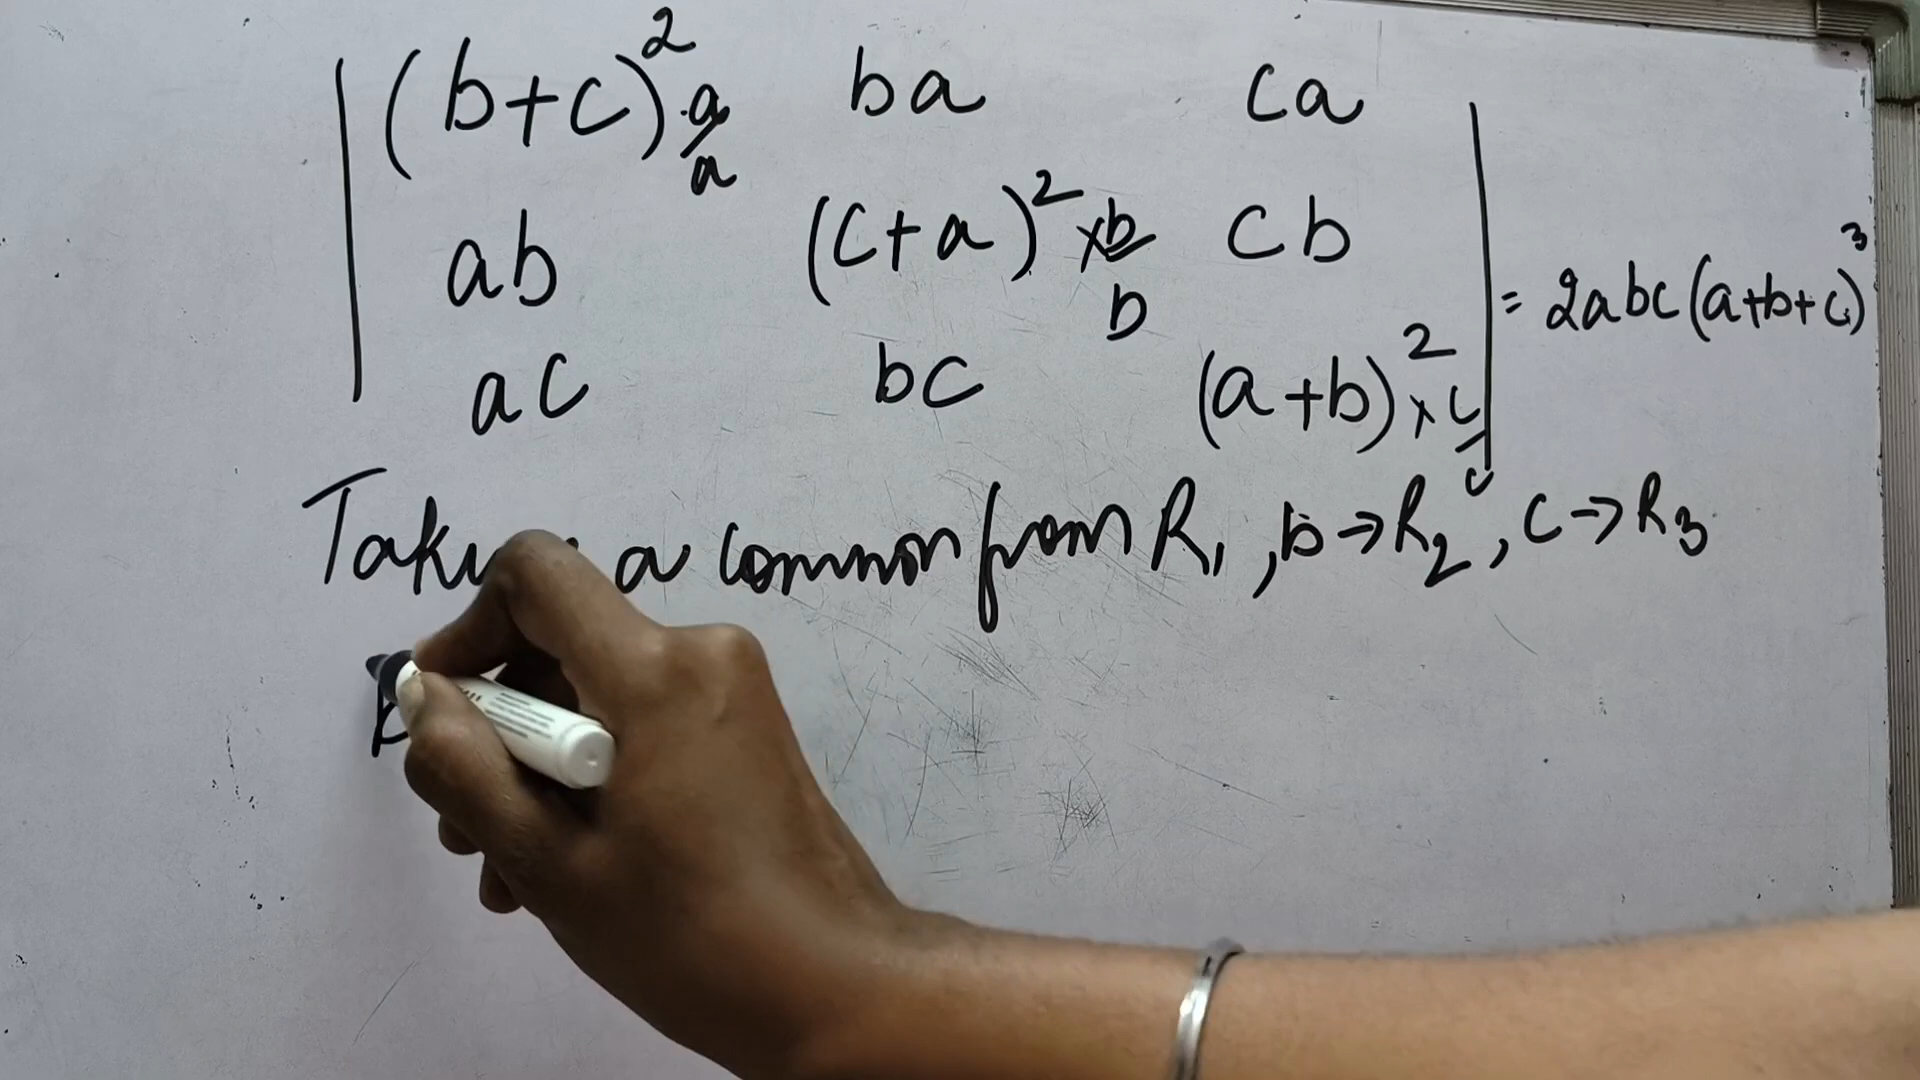 (b+c)² · a/a   ba   ca
ab   (c+a)² × b/b   cb   = 2abc(a+b+c)³
ac   bc   (a+b)² × c/c
a common from R₁, b → R₂, c → R₃